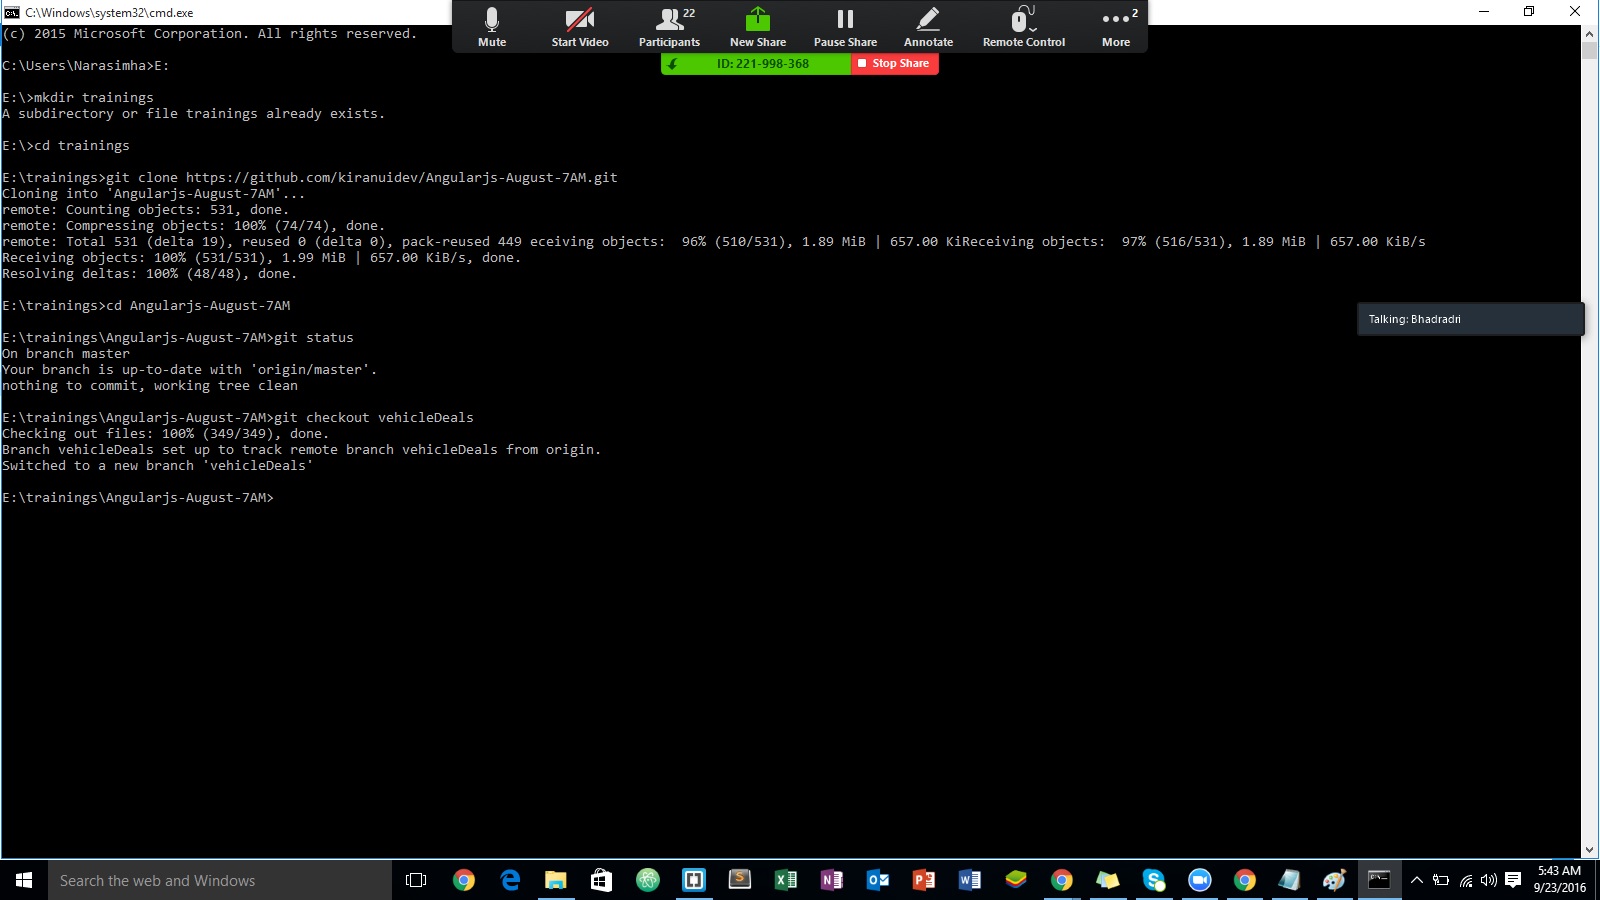 C:\Windows\system32\cmd.exe
Mute
Start Video
22
Participants
New Share
Pause Share
Annotate
Remote Control
2
More
ID: 221-998-368
Stop Share
(c) 2015 Microsoft Corporation. All rights reserved.
C:\Users\Narasimha>E:
E:\>mkdir trainings
A subdirectory or file trainings already exists.
E:\>cd trainings
E:\trainings>git clone https://github.com/kiranuidev/Angularjs-August-7AM.git
Cloning into 'Angularjs-August-7AM'...
remote: Counting objects: 531, done.
remote: Compressing objects: 100% (74/74), done.
remote: Total 531 (delta 19), reused 0 (delta 0), pack-reused 449 eceiving objects:  96% (510/531), 1.89 MiB | 657.00 KiReceiving objects:  97% (516/531), 1.89 MiB | 657.00 KiB/s
Receiving objects: 100% (531/531), 1.99 MiB | 657.00 KiB/s, done.
Resolving deltas: 100% (48/48), done.
E:\trainings>cd Angularjs-August-7AM
Talking: Bhadradri
E:\trainings\Angularjs-August-7AM>git status
On branch master
Your branch is up-to-date with 'origin/master'.
nothing to commit, working tree clean
E:\trainings\Angularjs-August-7AM>git checkout vehicleDeals
Checking out files: 100% (349/349), done.
Branch vehicleDeals set up to track remote branch vehicleDeals from origin.
Switched to a new branch 'vehicleDeals'
E:\trainings\Angularjs-August-7AM>
Search the web and Windows
5:43 AM
9/23/2016